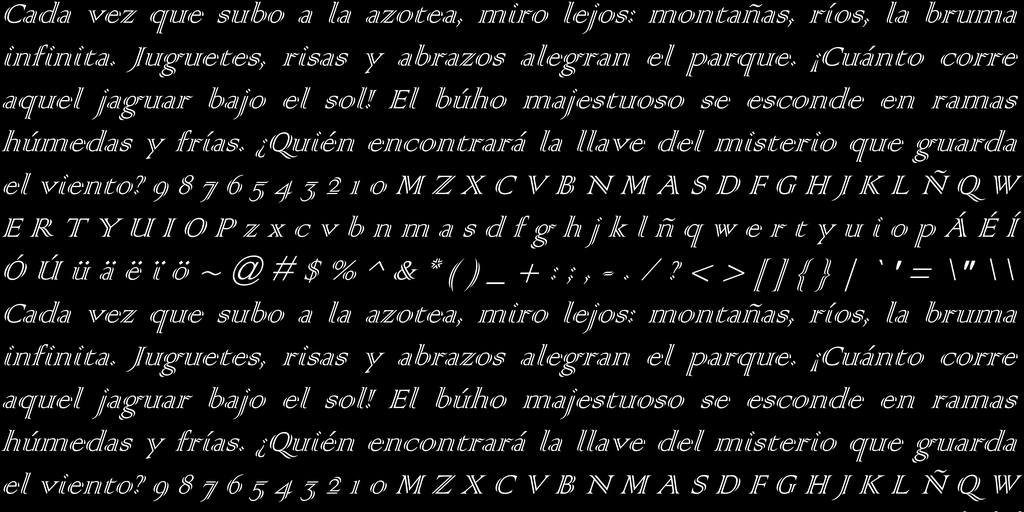 Cada vez que subo a la azotea, miro lejos: montañas, ríos, la bruma
infinita. Juguetes, risas y abrazos alegran el parque. ¡Cuánto corre
aquel jaguar bajo el sol! El búho majestuoso se esconde en ramas
húmedas y frías. ¿Quién encontrará la llave del misterio que guarda
el viento? 9 8 7 6 5 4 3 2 1 0 M Z X C V B N M A S D F G H J K L Ñ Q W
E R T Y U I O P z x c v b n m a s d f g h j k l ñ q w e r t y u i o p Á É Í
Ó Ú ü ä ë ï ö ~ @ # $ % ^ & * ( ) _ + : ; , - . / ? < > [ ] { } | ` ' = \ " \ \
Cada vez que subo a la azotea, miro lejos: montañas, ríos, la bruma
infinita. Juguetes, risas y abrazos alegran el parque. ¡Cuánto corre
aquel jaguar bajo el sol! El búho majestuoso se esconde en ramas
húmedas y frías. ¿Quién encontrará la llave del misterio que guarda
el viento? 9 8 7 6 5 4 3 2 1 0 M Z X C V B N M A S D F G H J K L Ñ Q W